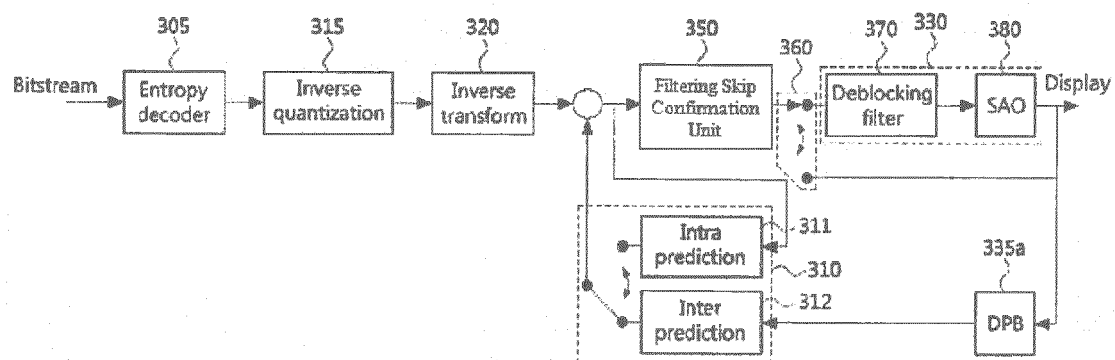 305
315
320
350
360
370
330
380
Bitstream
Entropy
decoder
Inverse
quantization
Inverse
transform
Filtering Skip
Confirmation
Unit
Deblocking
filter
SAO
Display
Intra
prediction
311
310
Inter
prediction
312
335a
DPB